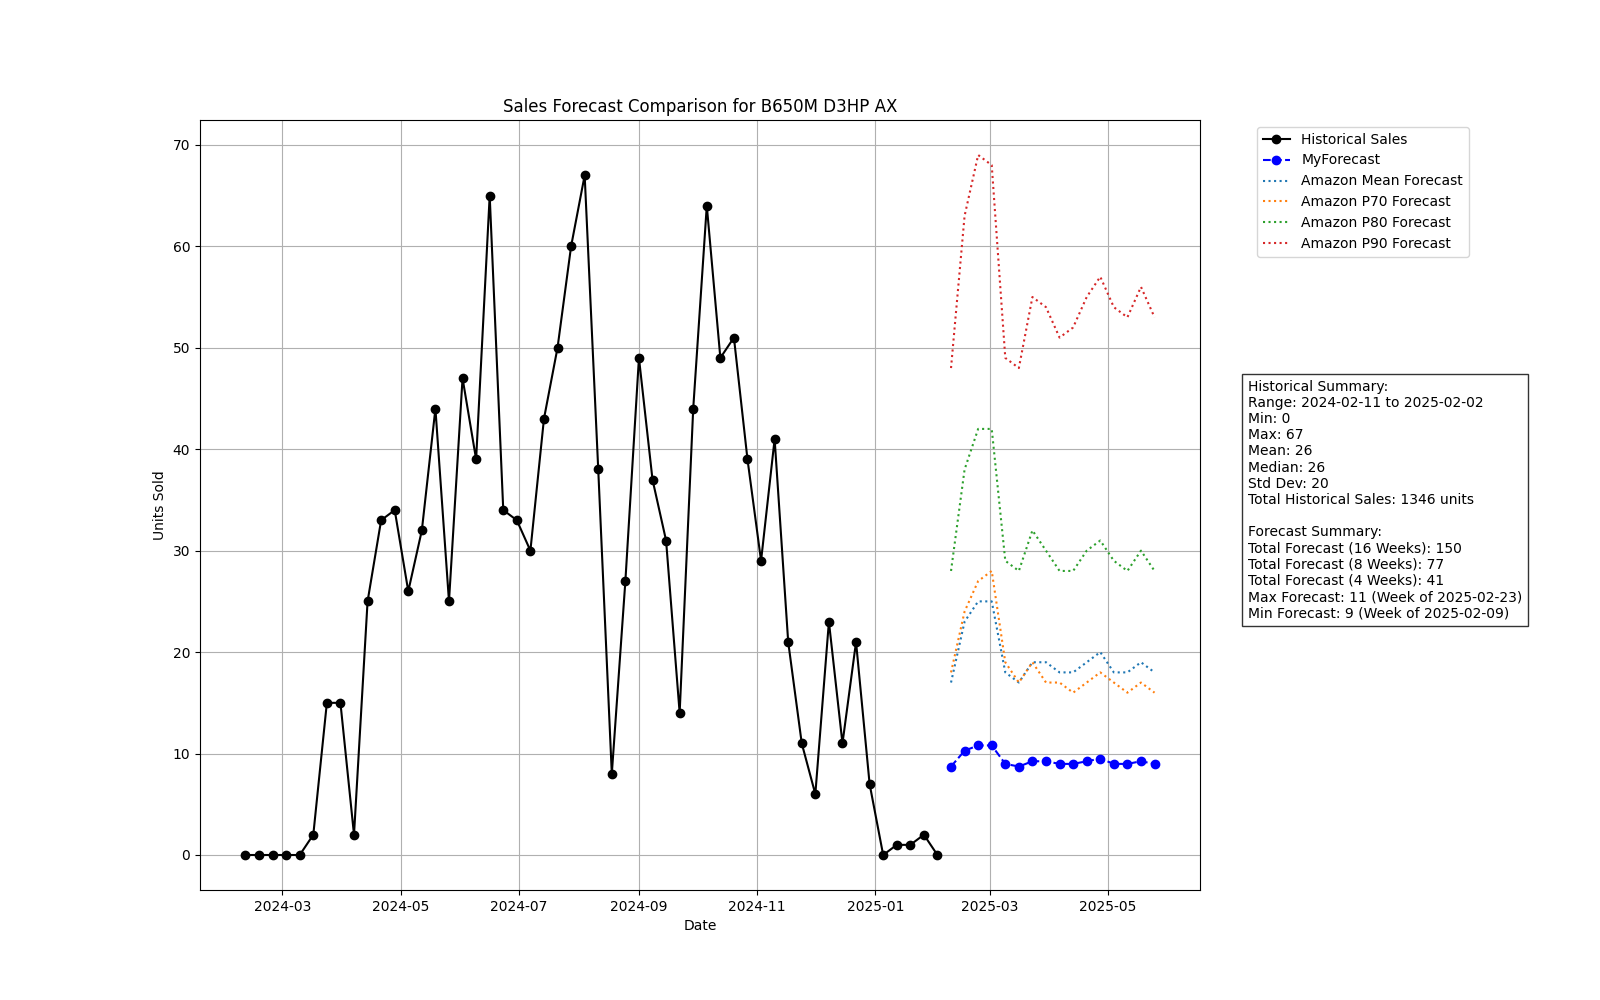 Sales Forecast Comparison for B650M D3HP AX
70
60
50
40
30
20
10
0
Units Sold
2024-03
2024-05
2024-07
2024-09
2024-11
2025-01
2025-03
2025-05
Date
Historical Sales
MyForecast
Amazon Mean Forecast
Amazon P70 Forecast
Amazon P80 Forecast
Amazon P90 Forecast
Historical Summary:
Range: 2024-02-11 to 2025-02-02
Min: 0
Max: 67
Mean: 26
Median: 26
Std Dev: 20
Total Historical Sales: 1346 units
Forecast Summary:
Total Forecast (16 Weeks): 150
Total Forecast (8 Weeks): 77
Total Forecast (4 Weeks): 41
Max Forecast: 11 (Week of 2025-02-23)
Min Forecast: 9 (Week of 2025-02-09)